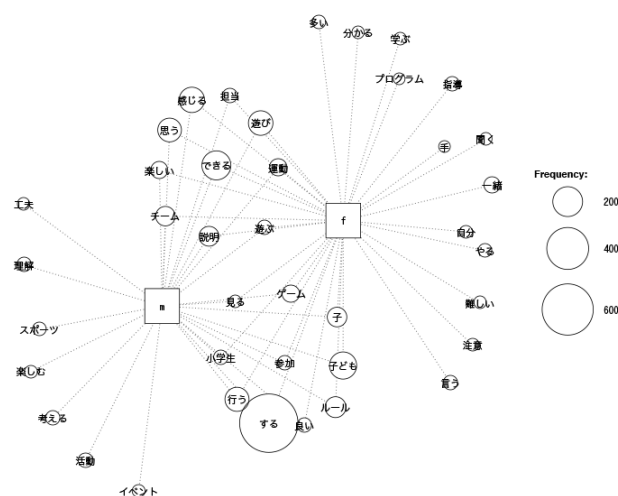 多い
分かる
学ぶ
プログラム
指導
担当
感じる
遊び
思う
できる
運動
手
聞く
楽しい
一緒
Frequency:
200
工夫
チーム
f
遊ぶ
説明
自分
やる
400
理解
ゲーム
見る
m
難しい
600
子
スポーツ
注意
小学生
参加
子ども
楽しむ
言う
行う
ルール
考える
する
良い
活動
イベント